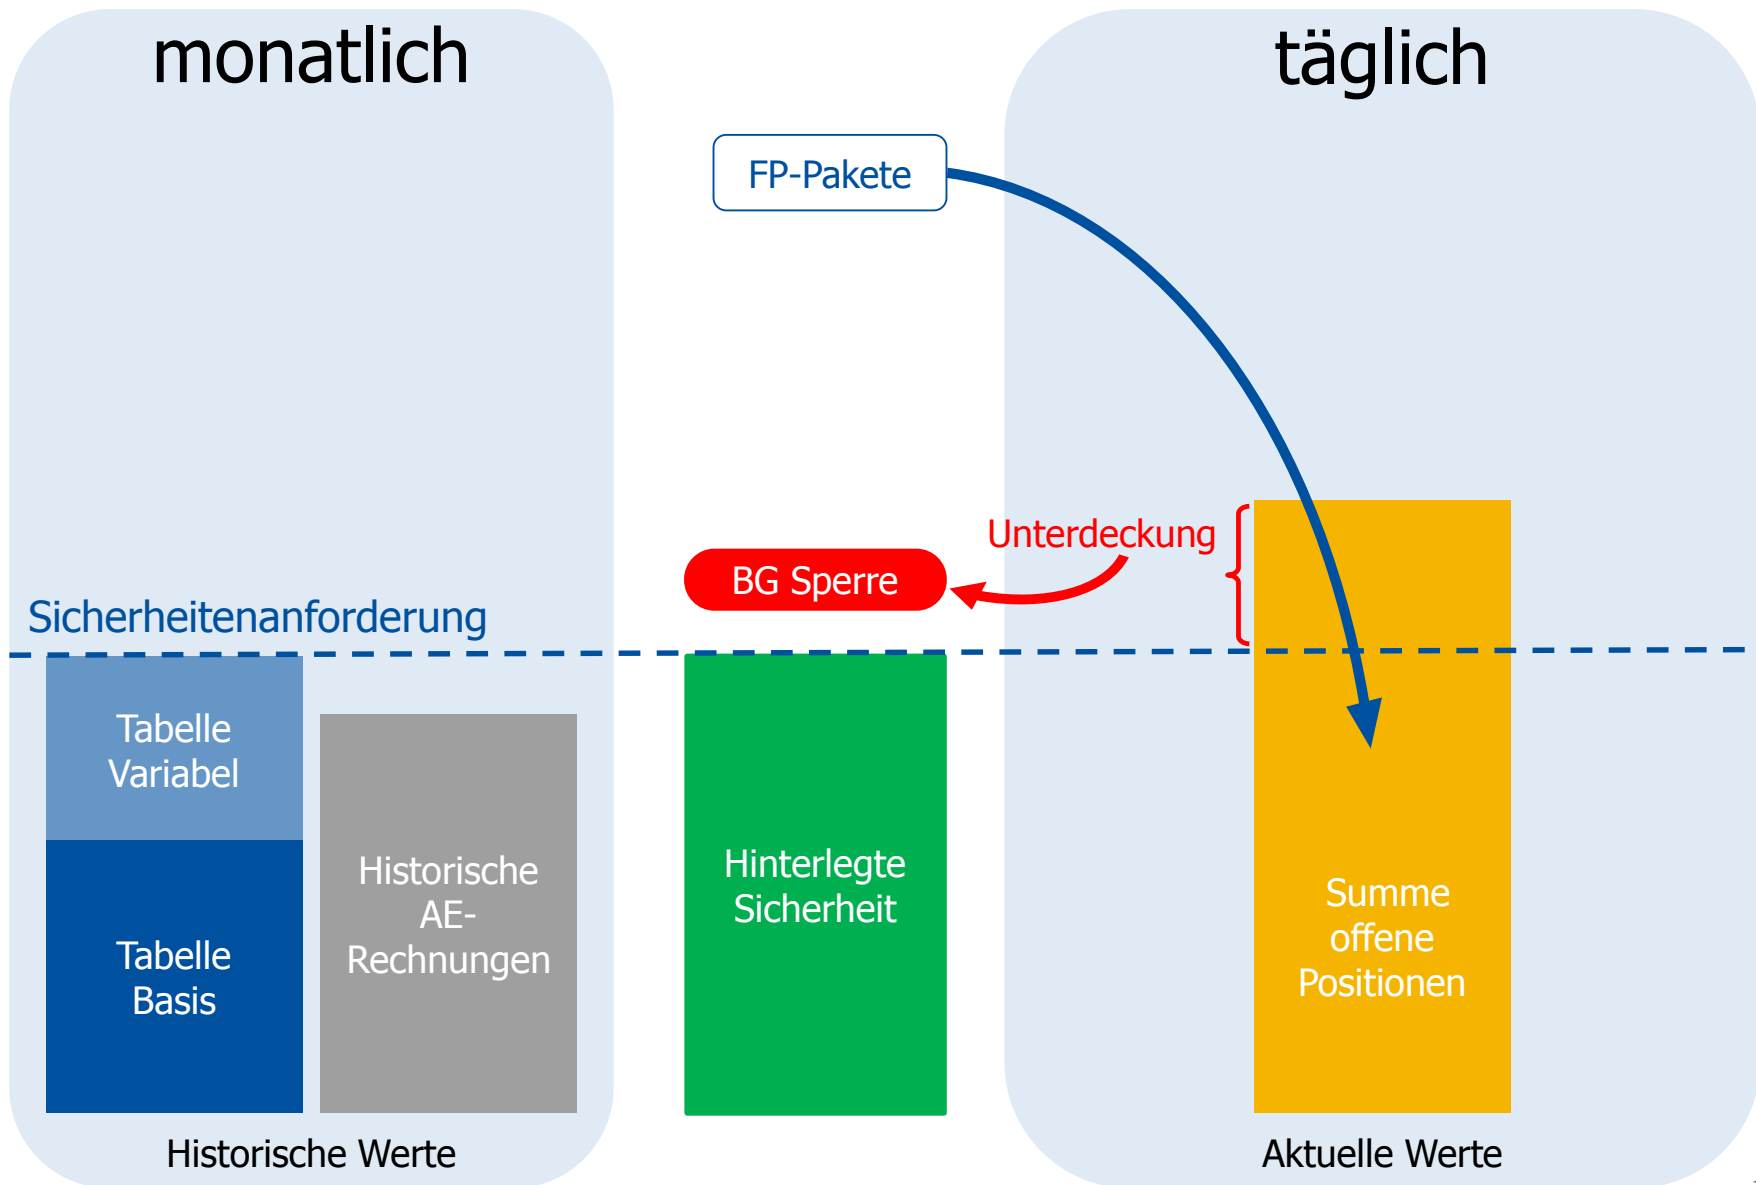 monatlich
täglich
FP-Pakete
Unterdeckung
BG Sperre
Sicherheitenanforderung
Tabelle
Variabel
Tabelle
Basis
Historische
AE-
Rechnungen
Hinterlegte
Sicherheit
Summe
offene
Positionen
Historische Werte
Aktuelle Werte